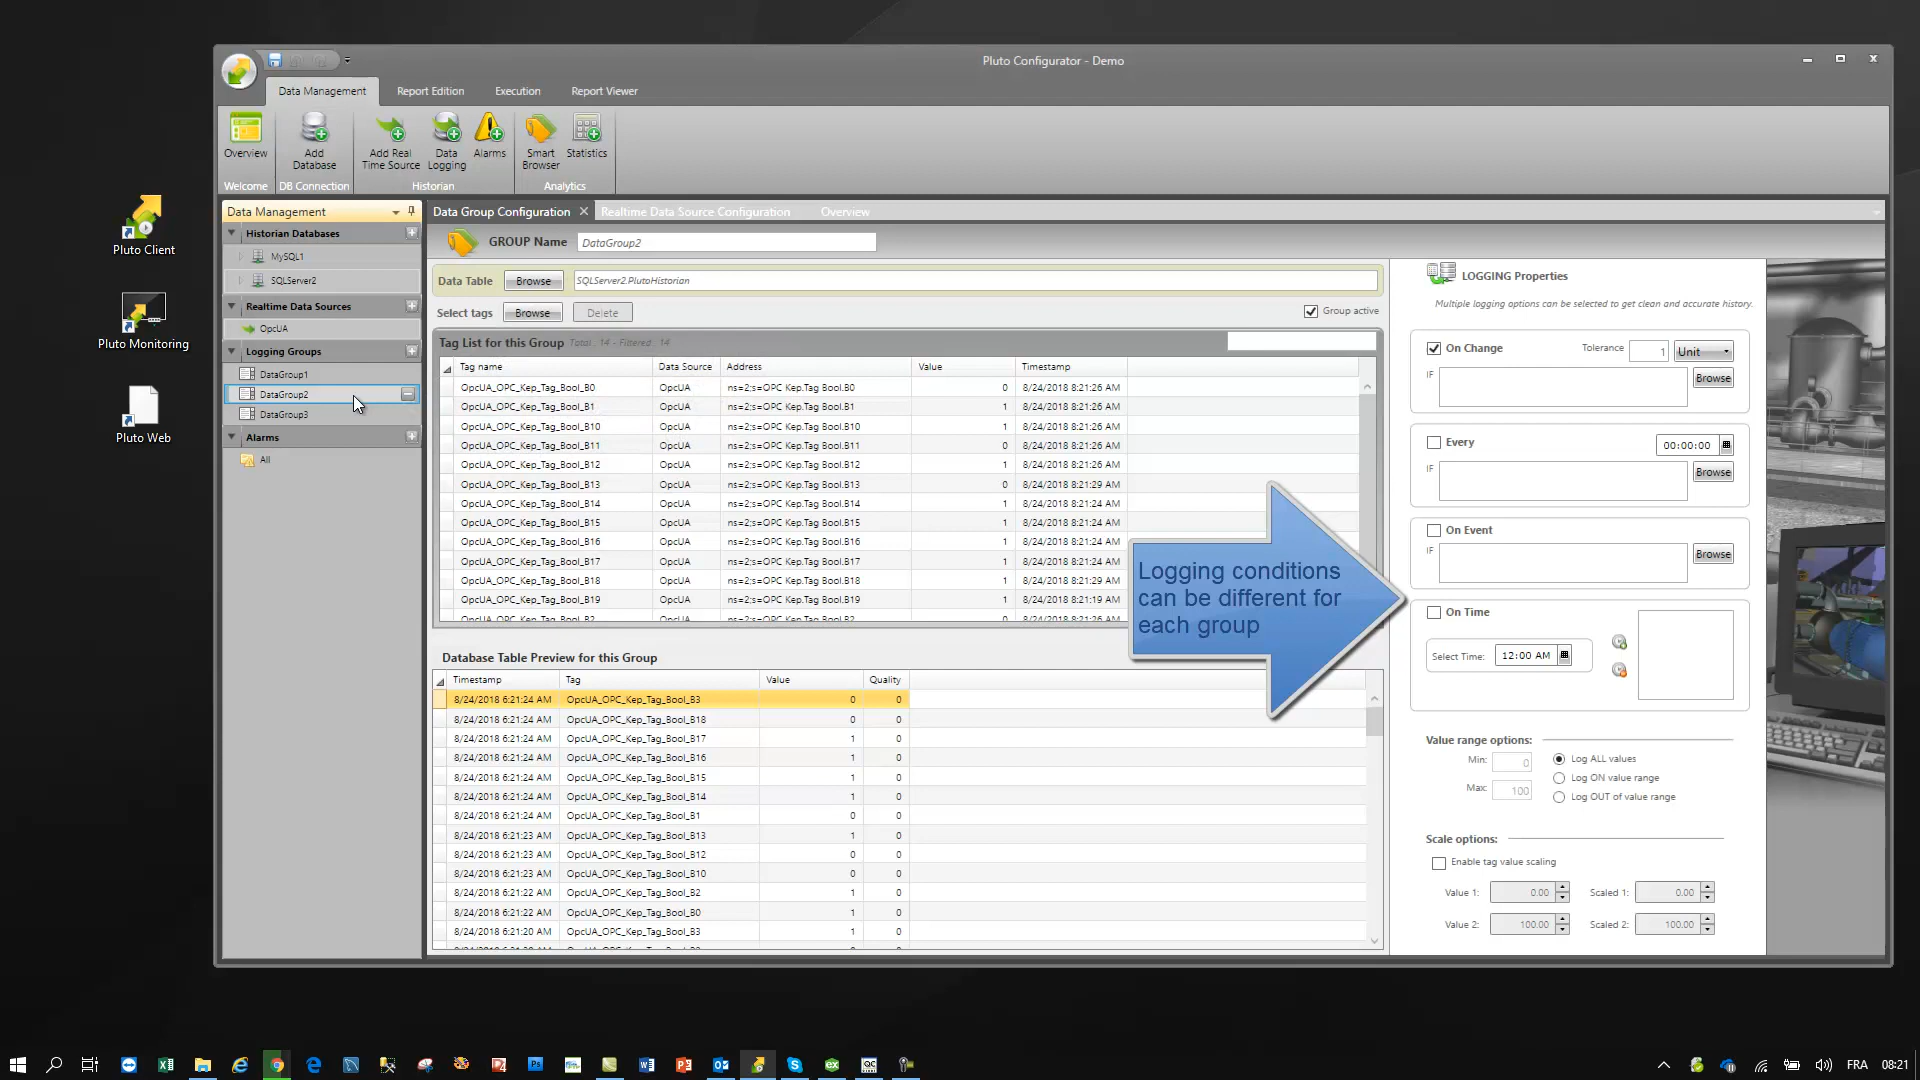 Pluto Configurator - Demo
Data Management
Report Edition
Execution
Report Viewer
Overview
Add
Database
Add Real
Time Source
Data
Logging
Alarms
Smart
Browser
Statistics
Welcome
DB Connection
Historian
Analytics
Pluto Client
Pluto Monitoring
Pluto Web
Data Management
Historian Databases
MySQL1
SQLServer2
Realtime Data Sources
OpcUA
Logging Groups
DataGroup1
DataGroup2
DataGroup3
Alarms
All
Data Group Configuration
Realtime Data Source Configuration
Overview
GROUP Name DataGroup2
Data Table Browse SQLServer2.PlutoHistorian
Select tags Browse Delete Group active
Tag List for this Group Total : 14 - Filtered : 14
Tag name Data Source Address Value Timestamp
OpcUA_OPC_Kep_Tag_Bool_B0 OpcUA ns=2;s=OPC Kep.Tag Bool.B0 0 8/24/2018 8:21:26 AM
OpcUA_OPC_Kep_Tag_Bool_B1 OpcUA ns=2;s=OPC Kep.Tag Bool.B1 1 8/24/2018 8:21:26 AM
OpcUA_OPC_Kep_Tag_Bool_B10 OpcUA ns=2;s=OPC Kep.Tag Bool.B10 1 8/24/2018 8:21:26 AM
OpcUA_OPC_Kep_Tag_Bool_B11 OpcUA ns=2;s=OPC Kep.Tag Bool.B11 0 8/24/2018 8:21:26 AM
OpcUA_OPC_Kep_Tag_Bool_B12 OpcUA ns=2;s=OPC Kep.Tag Bool.B12 1 8/24/2018 8:21:26 AM
OpcUA_OPC_Kep_Tag_Bool_B13 OpcUA ns=2;s=OPC Kep.Tag Bool.B13 0 8/24/2018 8:21:29 AM
OpcUA_OPC_Kep_Tag_Bool_B14 OpcUA ns=2;s=OPC Kep.Tag Bool.B14 1 8/24/2018 8:21:24 AM
OpcUA_OPC_Kep_Tag_Bool_B15 OpcUA ns=2;s=OPC Kep.Tag Bool.B15 1 8/24/2018 8:21:24 AM
OpcUA_OPC_Kep_Tag_Bool_B16 OpcUA ns=2;s=OPC Kep.Tag Bool.B16 1 8/24/2018 8:21:24 AM
OpcUA_OPC_Kep_Tag_Bool_B17 OpcUA ns=2;s=OPC Kep.Tag Bool.B17 1 8/24/2018 8:21:24 AM
OpcUA_OPC_Kep_Tag_Bool_B18 OpcUA ns=2;s=OPC Kep.Tag Bool.B18 1 8/24/2018 8:21:29 AM
OpcUA_OPC_Kep_Tag_Bool_B19 OpcUA ns=2;s=OPC Kep.Tag Bool.B19 1 8/24/2018 8:21:19 AM
OpcUA_OPC_Kep_Tag_Bool_B2 OpcUA ns=2;s=OPC Kep.Tag Bool.B2 0 8/24/2018 8:21:26 AM
Logging conditions
can be different for
each group
Database Table Preview for this Group
Timestamp Tag Value Quality
8/24/2018 6:21:24 AM OpcUA_OPC_Kep_Tag_Bool_B3 0 0
8/24/2018 6:21:24 AM OpcUA_OPC_Kep_Tag_Bool_B18 0 0
8/24/2018 6:21:24 AM OpcUA_OPC_Kep_Tag_Bool_B17 1 0
8/24/2018 6:21:24 AM OpcUA_OPC_Kep_Tag_Bool_B16 1 0
8/24/2018 6:21:24 AM OpcUA_OPC_Kep_Tag_Bool_B15 1 0
8/24/2018 6:21:24 AM OpcUA_OPC_Kep_Tag_Bool_B14 1 0
8/24/2018 6:21:24 AM OpcUA_OPC_Kep_Tag_Bool_B1 0 0
8/24/2018 6:21:23 AM OpcUA_OPC_Kep_Tag_Bool_B13 1 0
8/24/2018 6:21:23 AM OpcUA_OPC_Kep_Tag_Bool_B12 0 0
8/24/2018 6:21:23 AM OpcUA_OPC_Kep_Tag_Bool_B10 0 0
8/24/2018 6:21:22 AM OpcUA_OPC_Kep_Tag_Bool_B2 1 0
8/24/2018 6:21:22 AM OpcUA_OPC_Kep_Tag_Bool_B0 1 0
8/24/2018 6:21:20 AM OpcUA_OPC_Kep_Tag_Bool_B3 1 0
LOGGING Properties
Multiple logging options can be selected to get clean and accurate history.
On Change Tolerance 1 Unit
IF Browse
Every 00:00:00
IF Browse
On Event
IF Browse
On Time
Select Time: 12:00 AM
Value range options:
Min: 0 Log ALL values
Log ON value range
Max: 100 Log OUT of value range
Scale options:
Enable tag value scaling
Value 1: 0.00 Scaled 1: 0.00
Value 2: 100.00 Scaled 2: 100.00
FRA 08:21